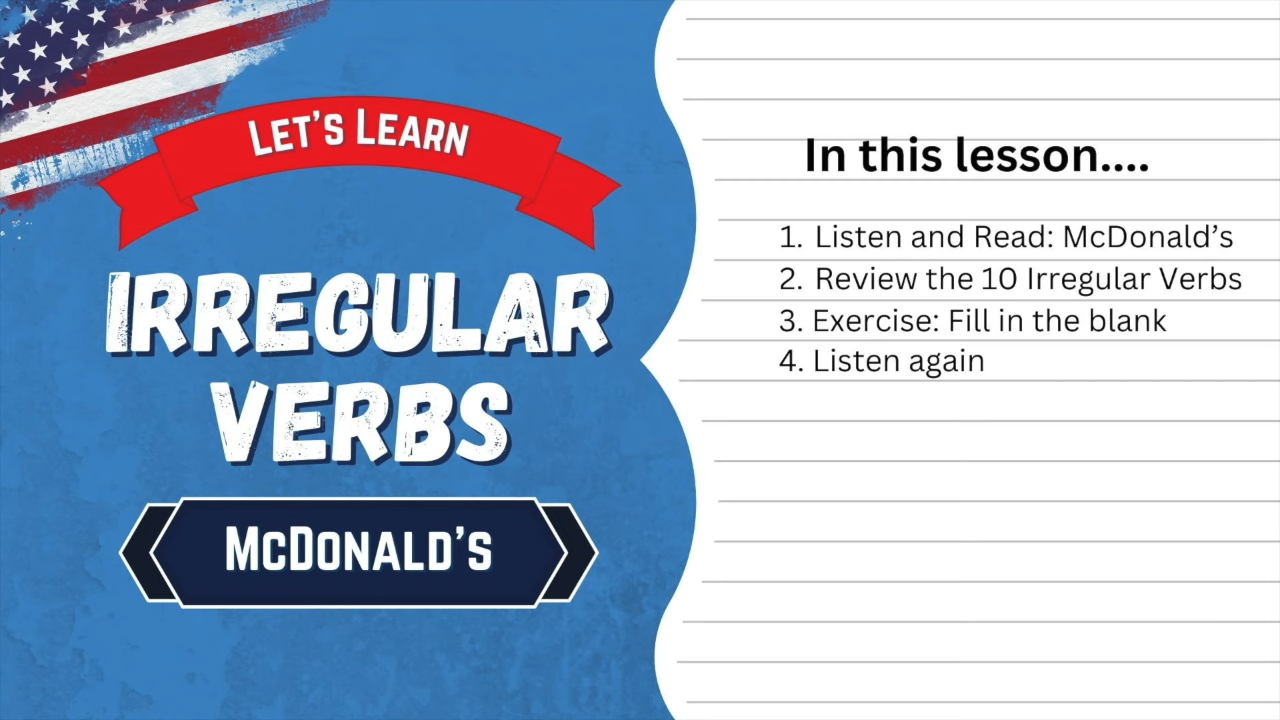 LET'S LEARN
IRREGULAR
VERBS
MCDONALD'S
In this lesson....
1. Listen and Read: McDonald's
2. Review the 10 Irregular Verbs
3. Exercise: Fill in the blank
4. Listen again